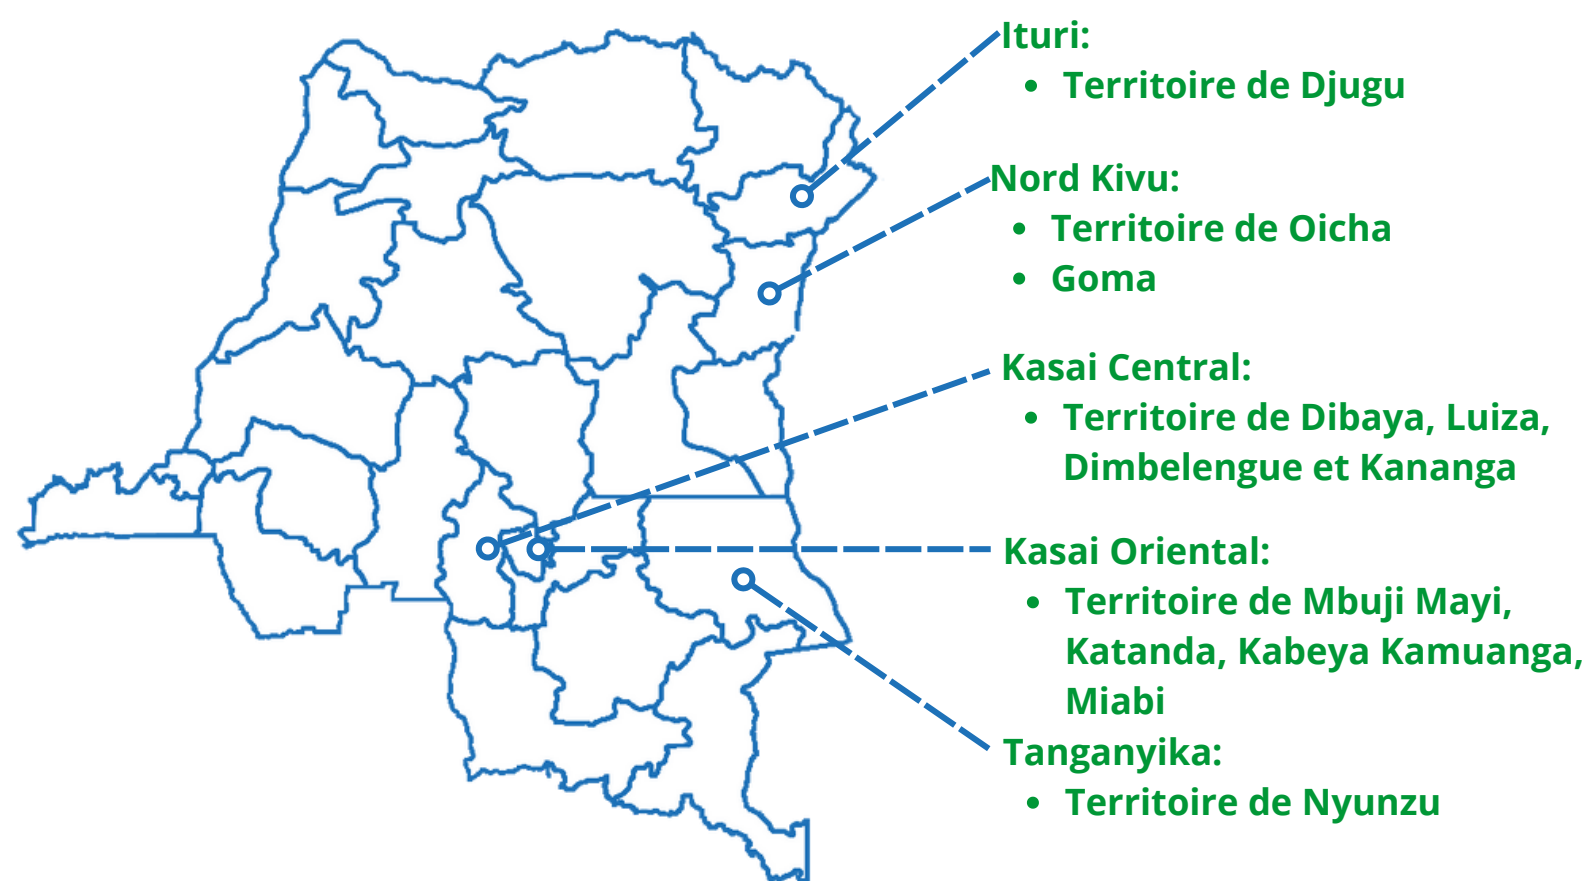 Ituri:
• Territoire de Djugu
Nord Kivu:
• Territoire de Oicha
• Goma
Kasai Central:
• Territoire de Dibaya, Luiza,
Dimbelengue et Kananga
Kasai Oriental:
• Territoire de Mbuji Mayi,
Katanda, Kabeya Kamuanga,
Miabi
Tanganyika:
• Territoire de Nyunzu